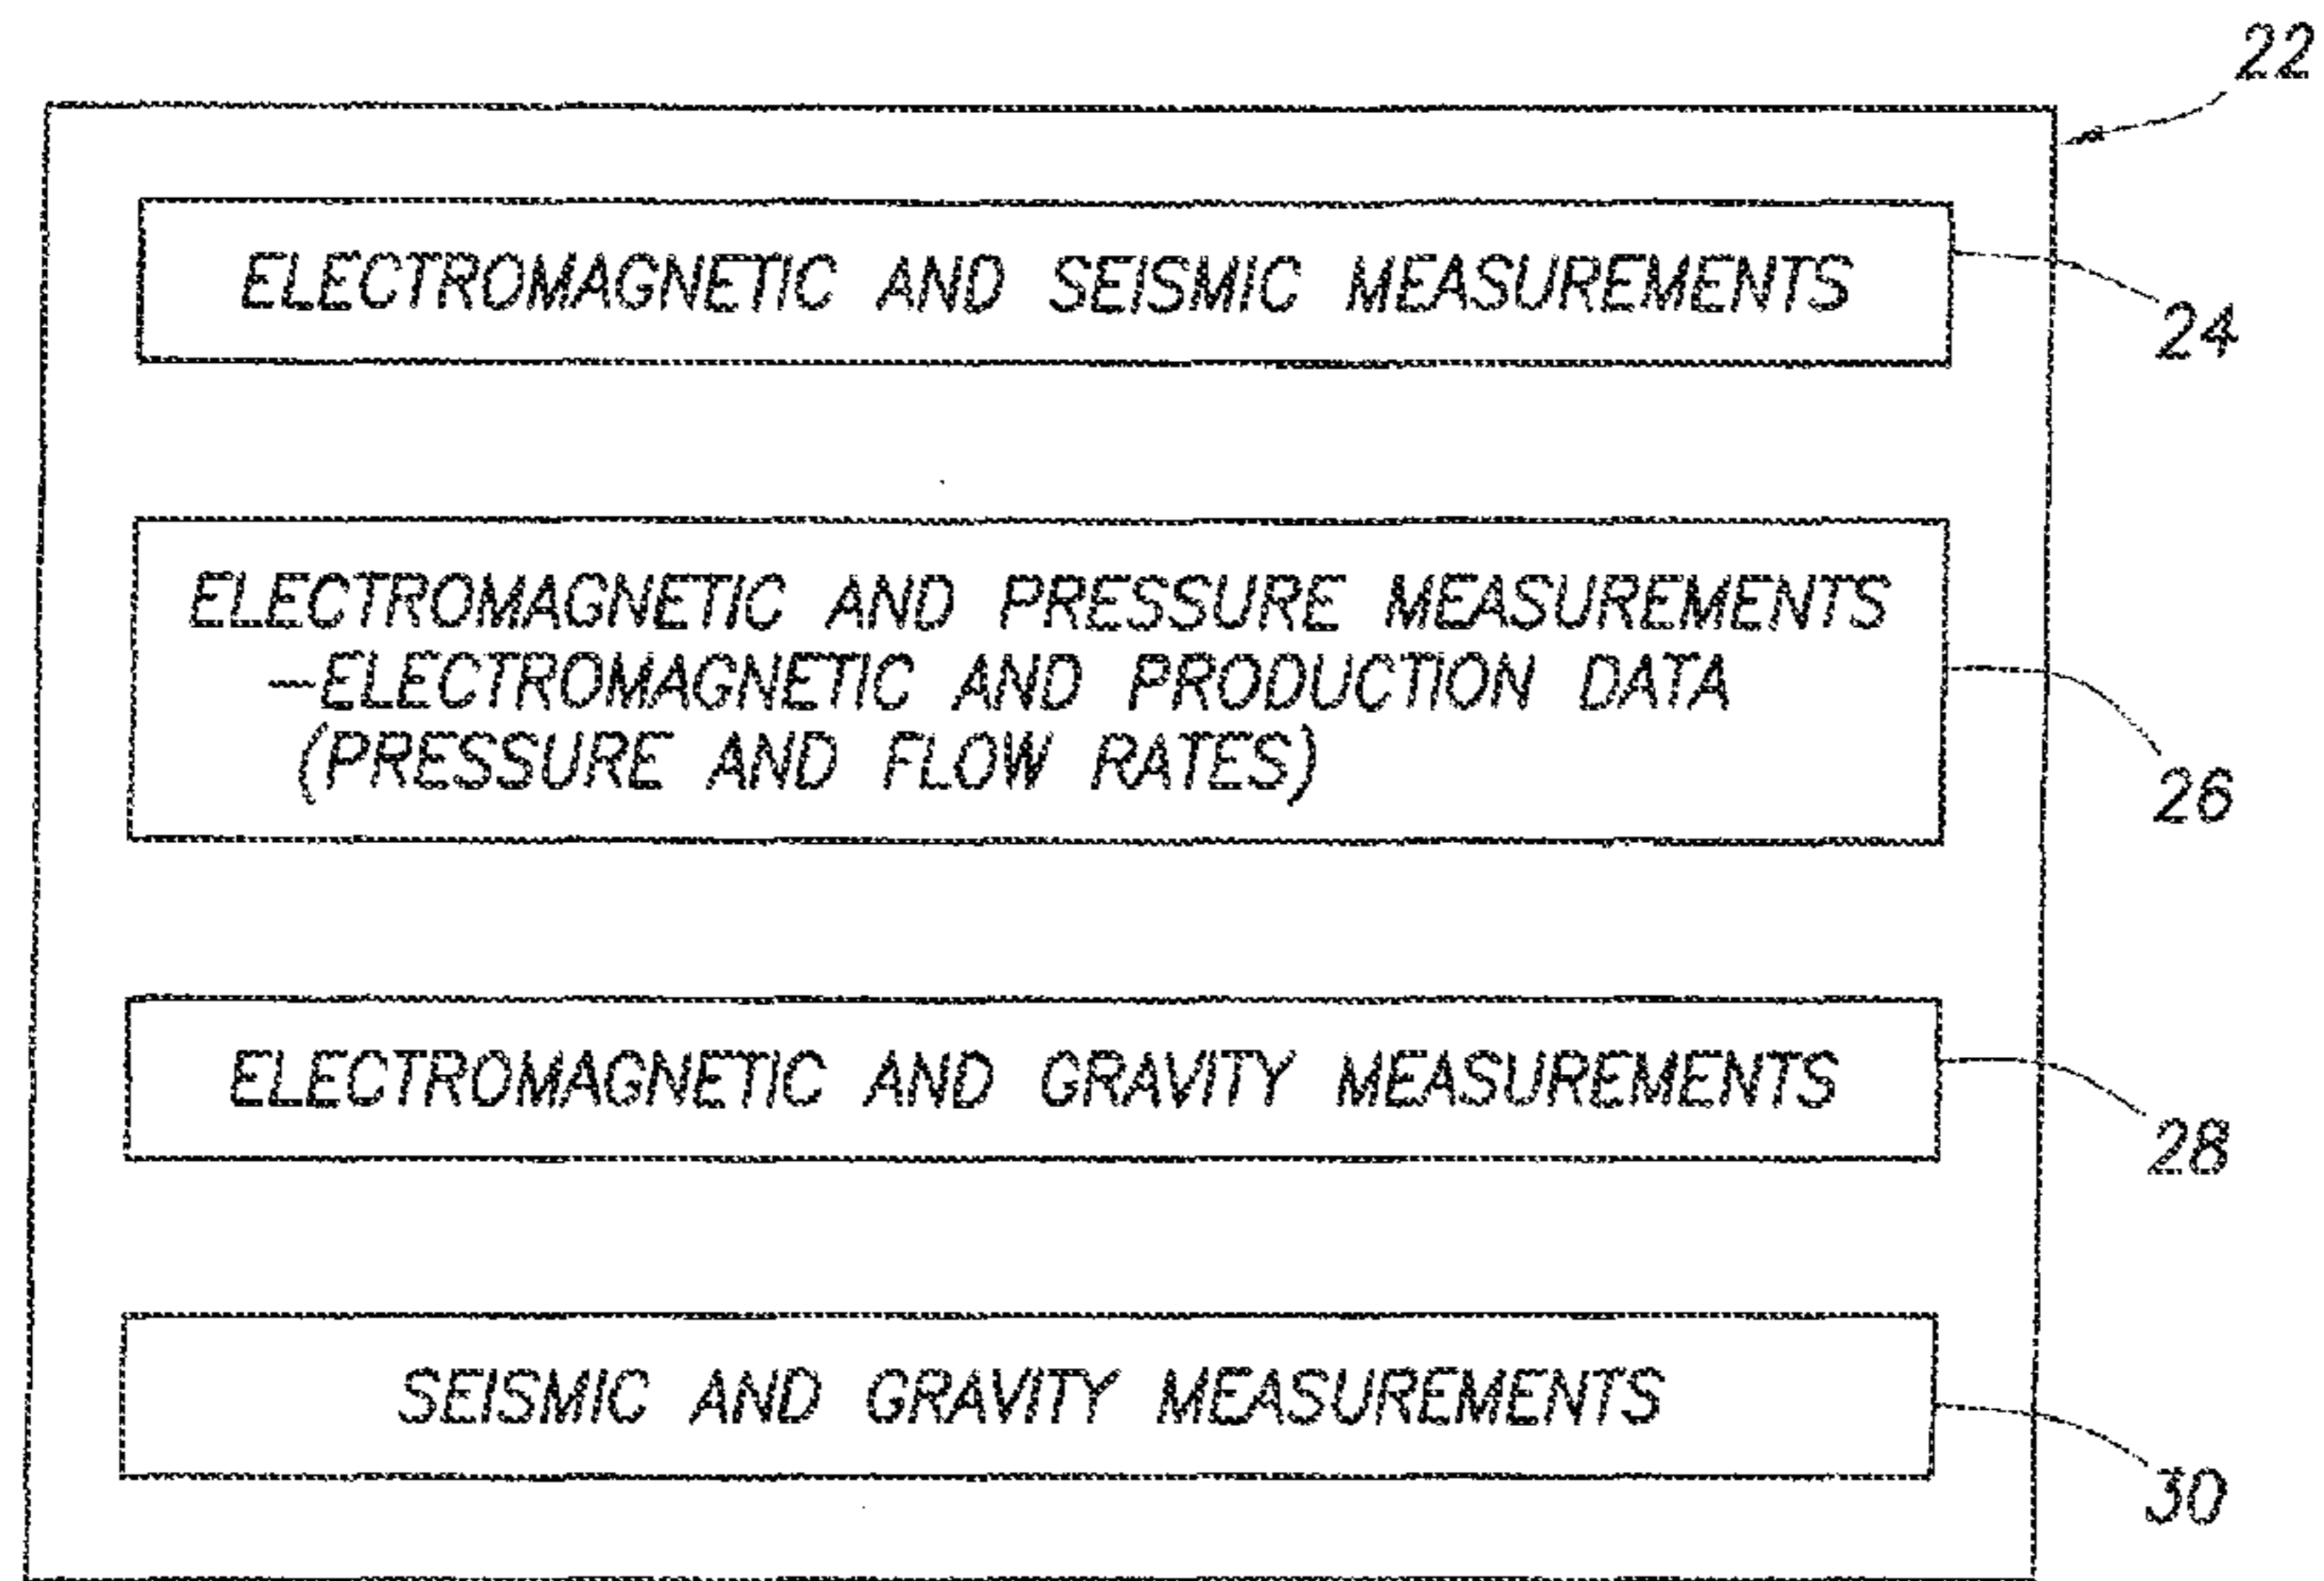 22
ELECTROMAGNETIC AND SEISMIC MEASUREMENTS
24
ELECTROMAGNETIC AND PRESSURE MEASUREMENTS
—ELECTROMAGNETIC AND PRODUCTION DATA
(PRESSURE AND FLOW RATES)
26
ELECTROMAGNETIC AND GRAVITY MEASUREMENTS
28
SEISMIC AND GRAVITY MEASUREMENTS
30